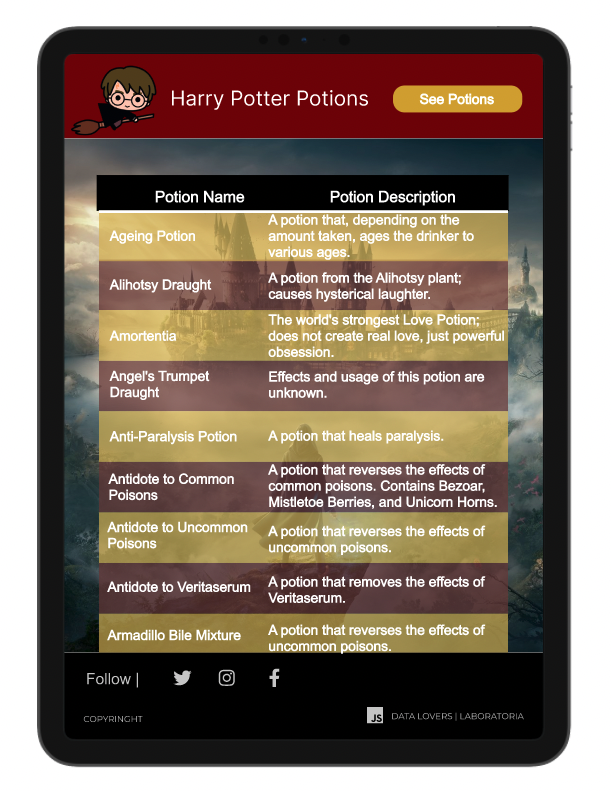 Harry Potter Potions
See Potions
Potion Name
Potion Description
Ageing Potion
A potion that, depending on the
amount taken, ages the drinker to
various ages.
Alihotsy Draught
A potion from the Alihotsy plant;
causes hysterical laughter.
Amortentia
The world's strongest Love Potion;
does not create real love, just powerful
obsession.
Angel's Trumpet
Draught
Effects and usage of this potion are
unknown.
Anti-Paralysis Potion
A potion that heals paralysis.
Antidote to Common
Poisons
A potion that reverses the effects of
common poisons. Contains Bezoar,
Mistletoe Berries, and Unicorn Horns.
Antidote to Uncommon
Poisons
A potion that reverses the effects of
uncommon poisons.
Antidote to Veritaserum
A potion that removes the effects of
Veritaserum.
Armadillo Bile Mixture
A potion that reverses the effects of
uncommon poisons.
Follow |
COPYRINGHT
JS
DATA LOVERS | LABORATORIA